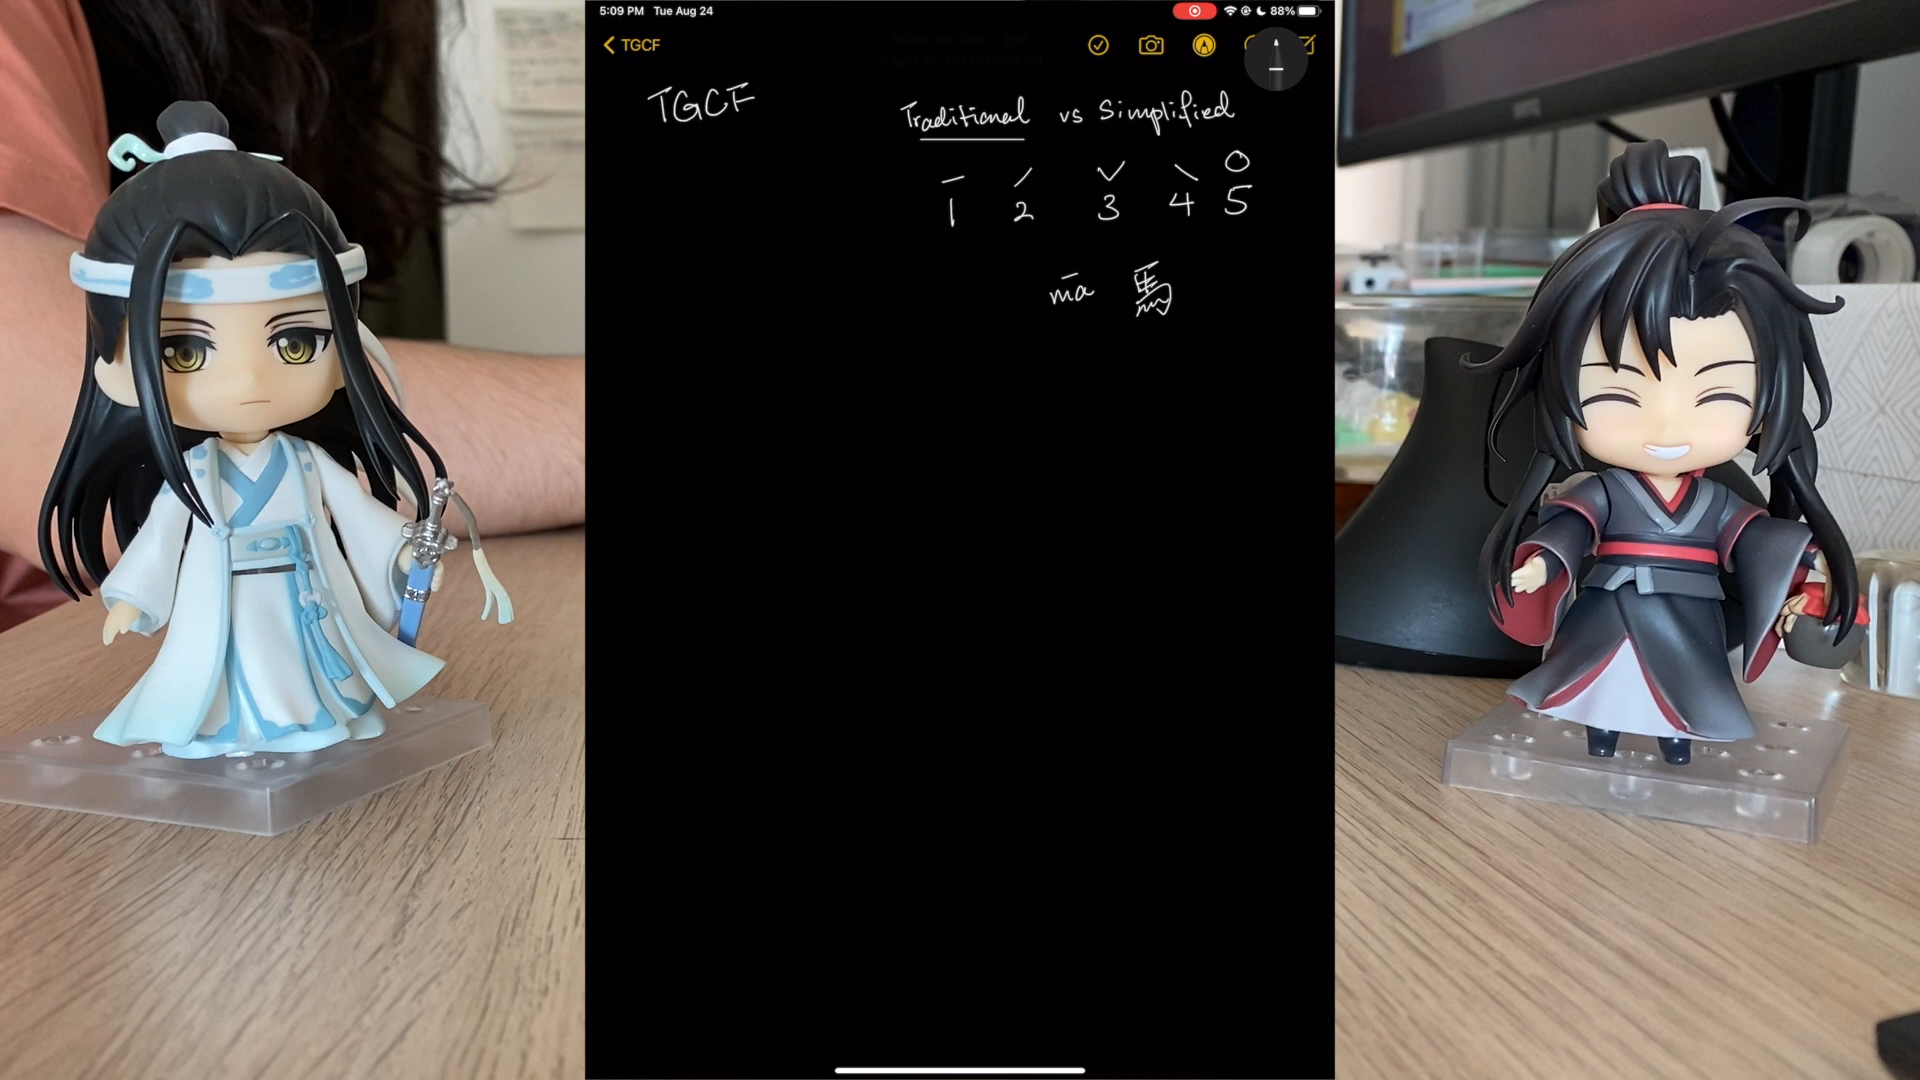 5:09 PM Tue Aug 24 88%
TGCF
TGCF
Traditional vs Simplified
ˉ ˊ ˇ ˋ ○
1 2 3 4 5
mā 馬